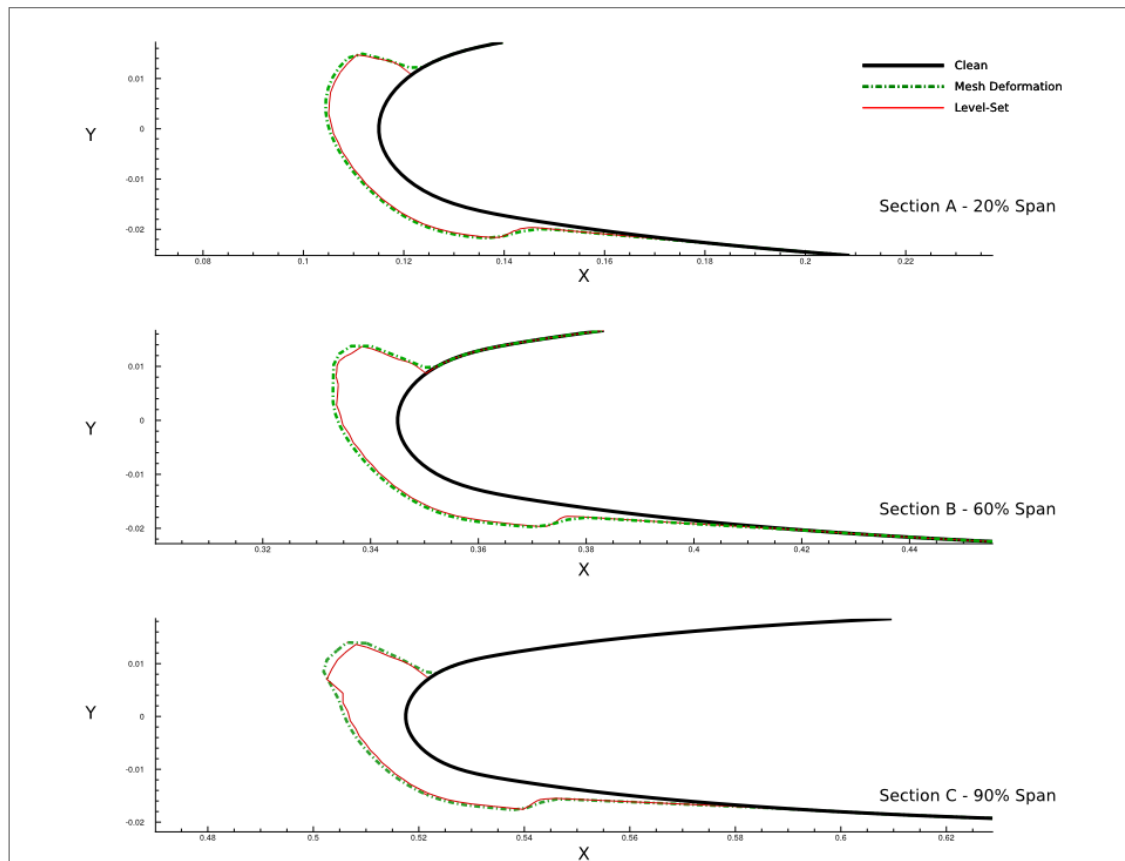 Clean
Mesh Deformation
Level-Set
0.01
0
-0.01
-0.02
Y
0.08
0.1
0.12
0.14
0.16
0.18
0.2
0.22
X
Section A - 20% Span
0.01
0
-0.01
-0.02
Y
0.32
0.34
0.36
0.38
0.4
0.42
0.44
X
Section B - 60% Span
0.01
0
-0.01
-0.02
Y
0.48
0.5
0.52
0.54
0.56
0.58
0.6
0.62
X
Section C - 90% Span